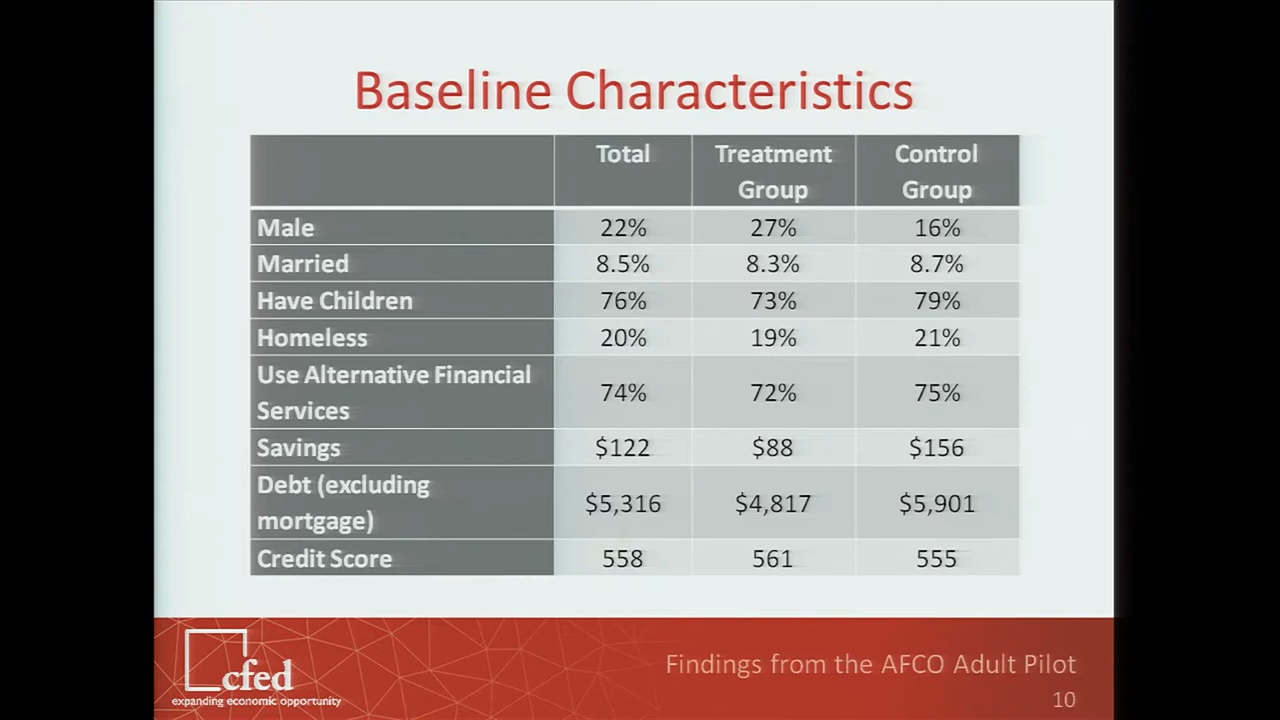 Baseline Characteristics
Total Treatment Group Control Group
Male 22% 27% 16%
Married 8.5% 8.3% 8.7%
Have Children 76% 73% 79%
Homeless 20% 19% 21%
Use Alternative Financial Services 74% 72% 75%
Savings $122 $88 $156
Debt (excluding mortgage) $5,316 $4,817 $5,901
Credit Score 558 561 555
cfed
expanding economic opportunity
Findings from the AFCO Adult Pilot
10